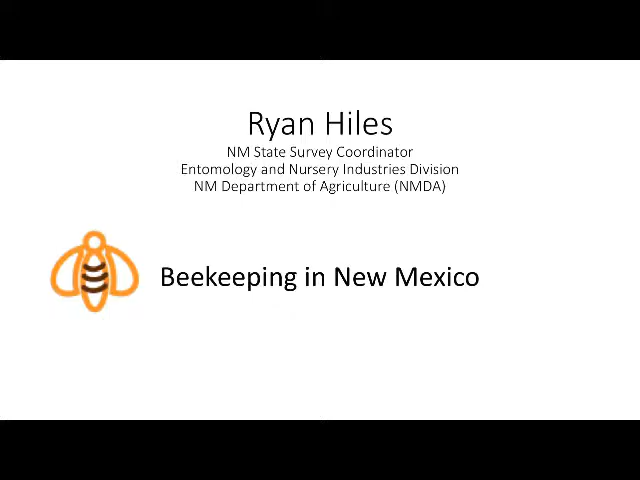 Ryan Hiles
NM State Survey Coordinator
Entomology and Nursery Industries Division
NM Department of Agriculture (NMDA)
Beekeeping in New Mexico